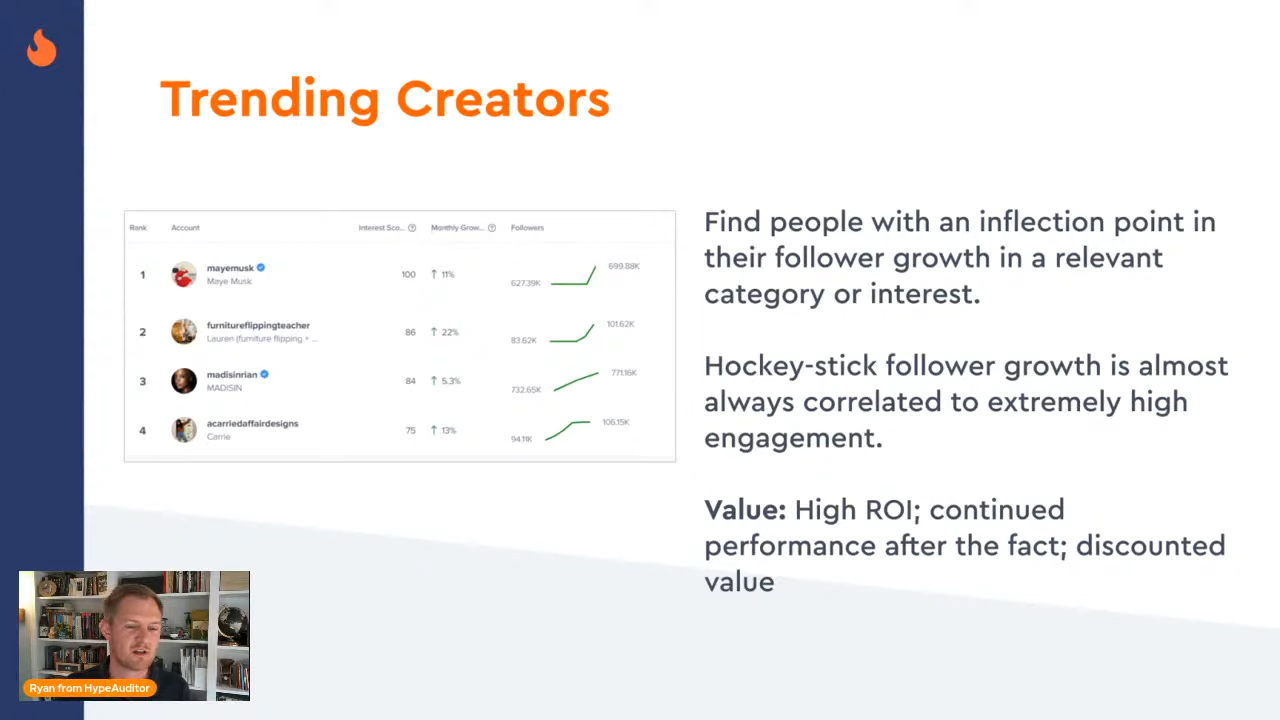 Trending Creators
Rank Account Interest Sco... Monthly Grow... Followers
1 mayemusk 100 11% 627.39K 699.88K
Maye Musk
2 furnitureflippingteacher 86 22% 83.62K 101.62K
Lauren (furniture flipping + ...
3 madisinrian 84 5.3% 732.65K 771.16K
MADISIN
4 acarriedaffairdesigns 75 13% 94.11K 106.15K
Carrie
Find people with an inflection point in
their follower growth in a relevant
category or interest.
Hockey-stick follower growth is almost
always correlated to extremely high
engagement.
Value: High ROI; continued
performance after the fact; discounted
value
Ryan from HypeAuditor